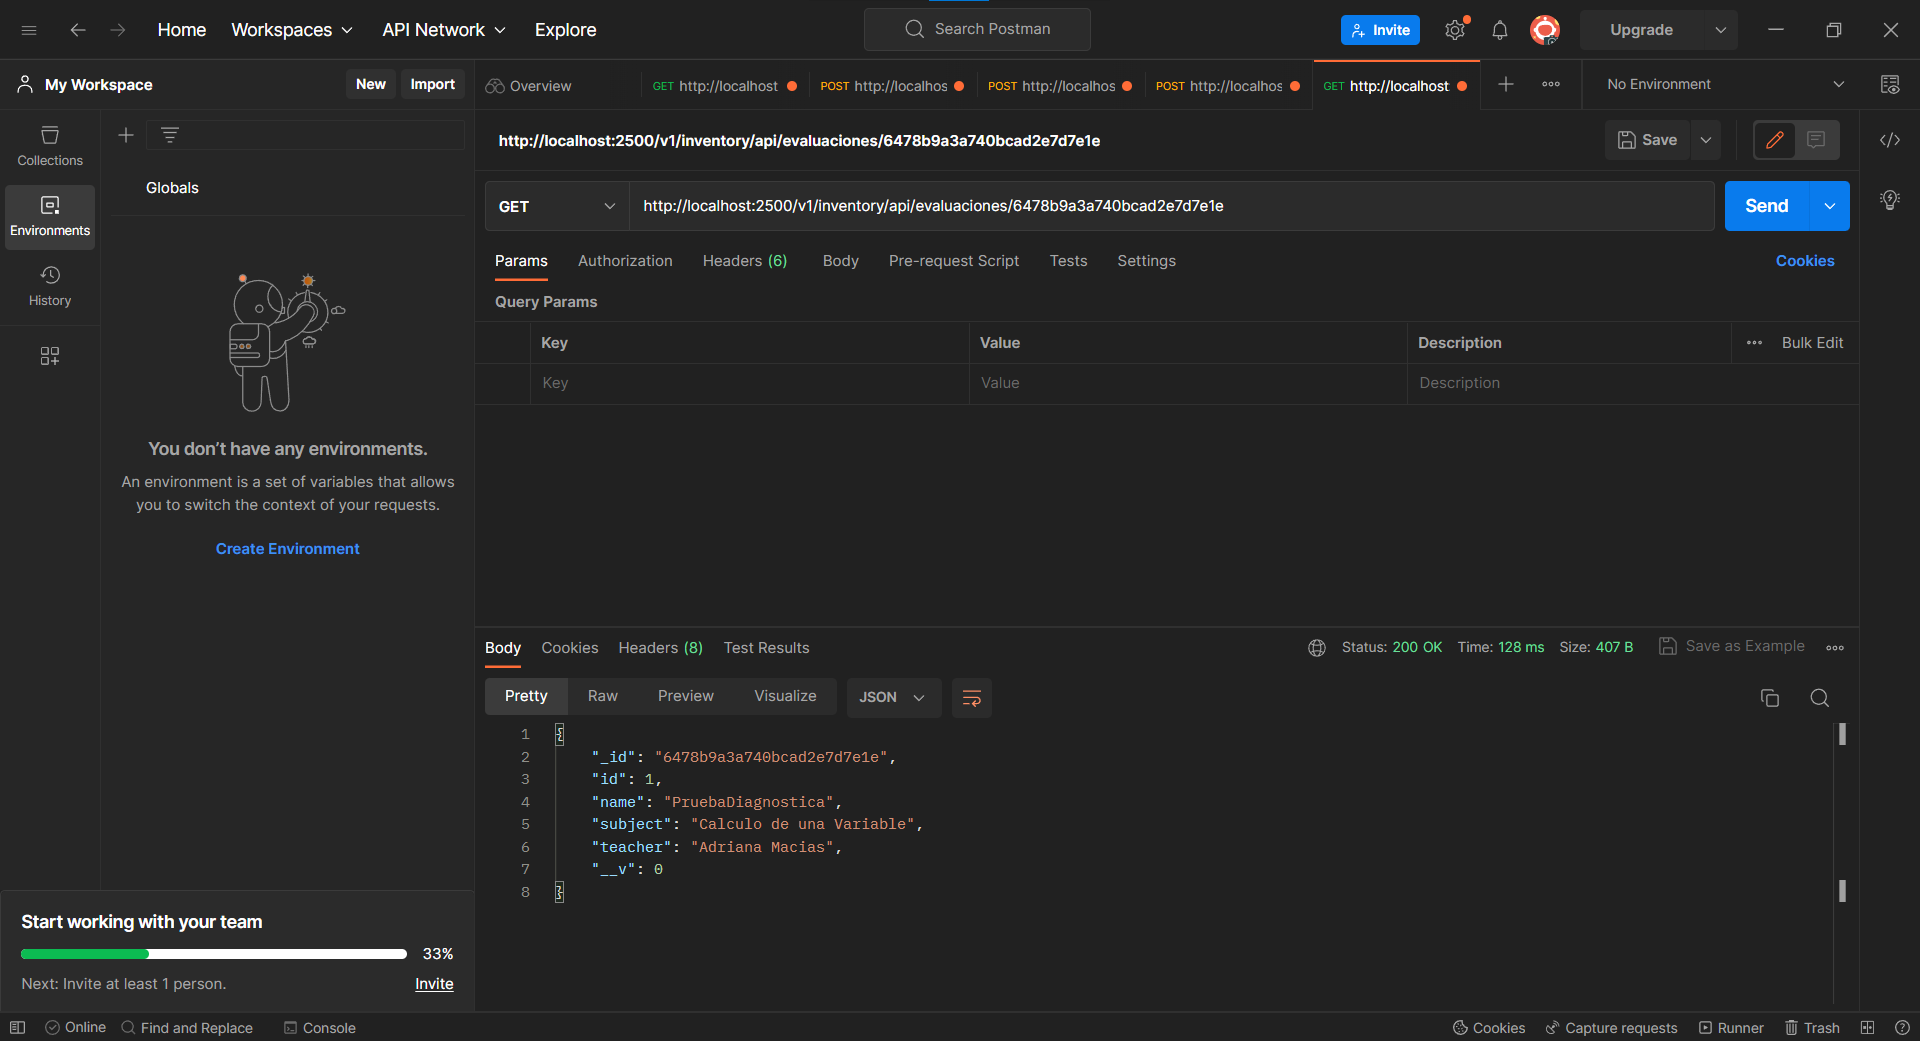 Home Workspaces API Network Explore Search Postman Invite Upgrade
My Workspace New Import Overview GET http://localhost POST http://localhos POST http://localhos POST http://localhos GET http://localhost No Environment
Collections
Environments
History
Globals
You don’t have any environments.
An environment is a set of variables that allows
you to switch the context of your requests.
Create Environment
Start working with your team
33%
Next: Invite at least 1 person. Invite
http://localhost:2500/v1/inventory/api/evaluaciones/6478b9a3a740bcad2e7d7e1e Save
GET http://localhost:2500/v1/inventory/api/evaluaciones/6478b9a3a740bcad2e7d7e1e Send
Params Authorization Headers (6) Body Pre-request Script Tests Settings Cookies
Query Params
Key Value Description Bulk Edit
Key Value Description
Body Cookies Headers (8) Test Results Status: 200 OK Time: 128 ms Size: 407 B Save as Example
Pretty Raw Preview Visualize JSON
1 {
2 "_id": "6478b9a3a740bcad2e7d7e1e",
3 "id": 1,
4 "name": "PruebaDiagnostica",
5 "subject": "Calculo de una Variable",
6 "teacher": "Adriana Macias",
7 "__v": 0
8 }
Online Find and Replace Console Cookies Capture requests Runner Trash